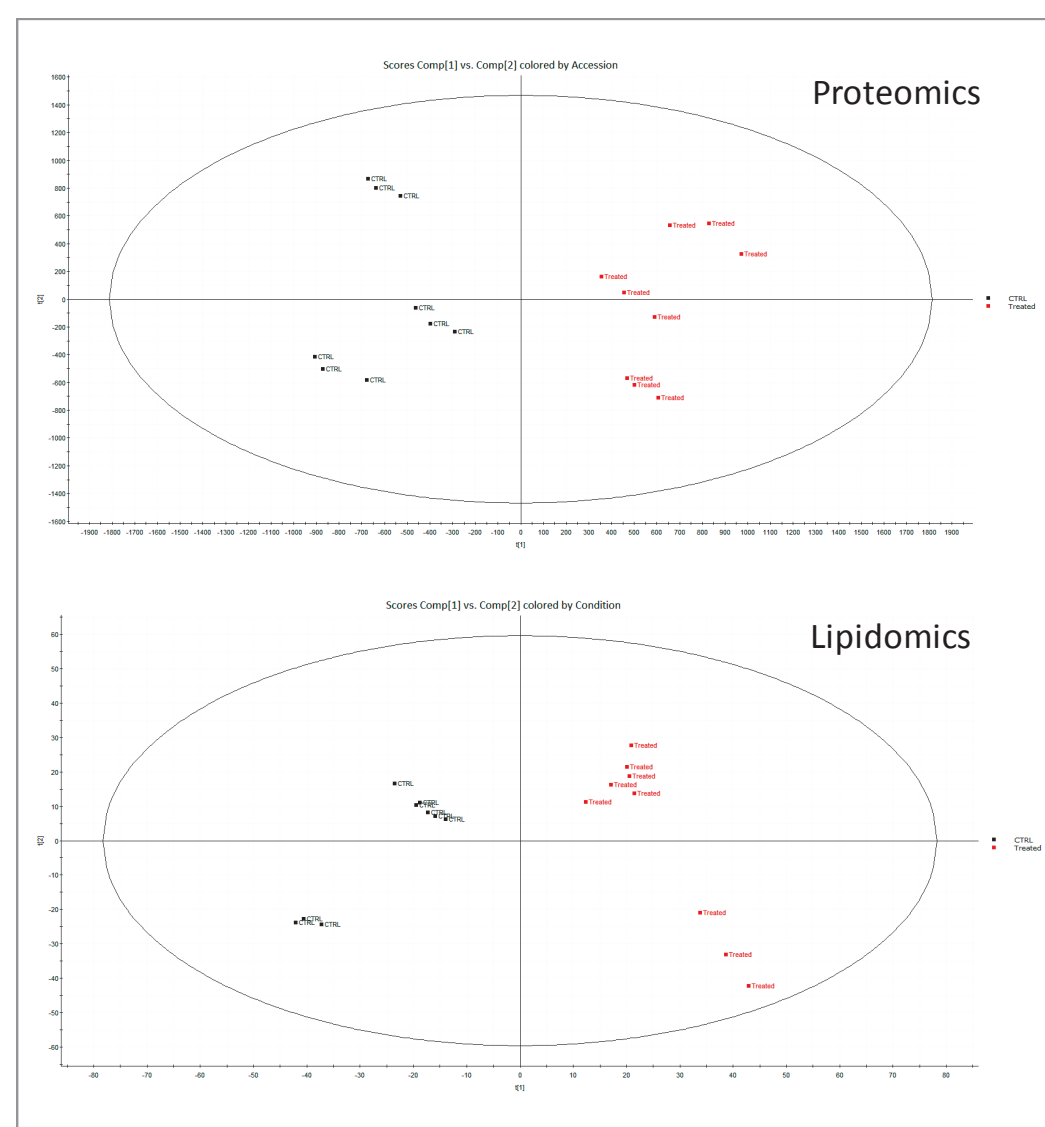 Scores Comp[1] vs. Comp[2] colored by Accession
Proteomics
1600
1400
1200
1000
800
600
400
200
0
-200
-400
-600
-800
-1000
-1200
-1400
-1600
t[2]
CTRL
CTRL
CTRL
Treated
Treated
Treated
Treated
Treated
CTRL
Treated
CTRL
CTRL
CTRL
CTRL
CTRL
Treated
Treated
Treated
CTRL
Treated
-1900 -1800 -1700 -1600 -1500 -1400 -1300 -1200 -1100 -1000 -900 -800 -700 -600 -500 -400 -300 -200 -100 0 100 200 300 400 500 600 700 800 900 1000 1100 1200 1300 1400 1500 1600 1700 1800 1900
t[1]
Scores Comp[1] vs. Comp[2] colored by Condition
Lipidomics
60
50
40
30
20
10
0
-10
-20
-30
-40
-50
-60
t[2]
Treated
Treated
Treated
CTRL
Treated
Treated
Treated
CTRL
CTRL
CTRL
CTRL
CTRL
CTRL
CTRL
CTRL
Treated
Treated
Treated
CTRL
Treated
-80 -70 -60 -50 -40 -30 -20 -10 0 10 20 30 40 50 60 70 80
t[1]